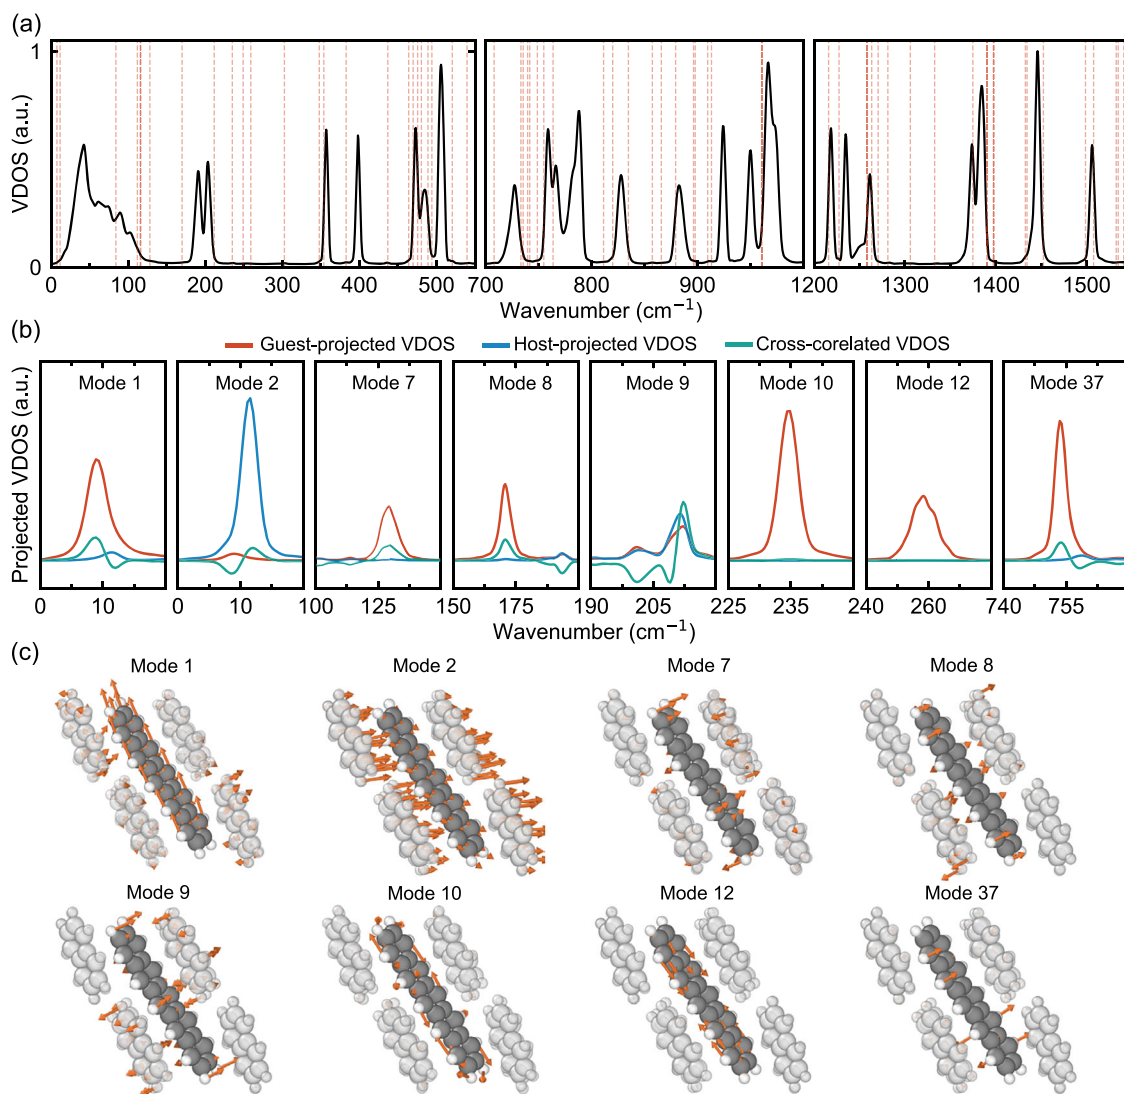 (a)
VDOS (a.u.)
1
0
0 100 200 300 400 500 700 800 900 1200 1300 1400 1500
Wavenumber (cm⁻¹)
(b)
Guest-projected VDOS Host-projected VDOS Cross-corelated VDOS
Projected VDOS (a.u.)
Mode 1 Mode 2 Mode 7 Mode 8 Mode 9 Mode 10 Mode 12 Mode 37
0 10 0 10 100 125 150 175 190 205 225 235 240 260 740 755
Wavenumber (cm⁻¹)
(c)
Mode 1 Mode 2 Mode 7 Mode 8
Mode 9 Mode 10 Mode 12 Mode 37